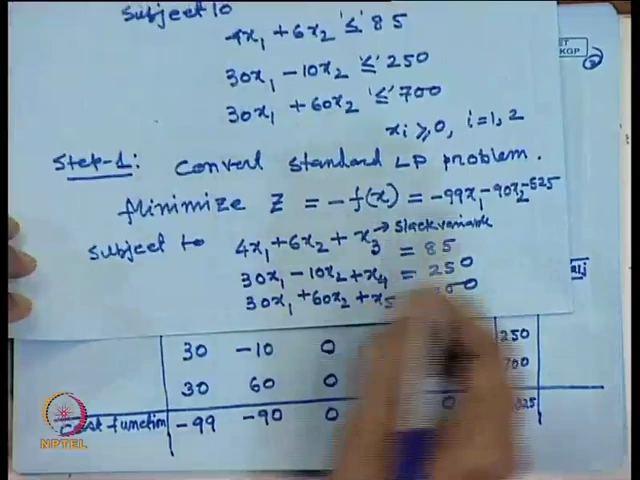 Subject to
4x₁ + 6x₂ '≤' 85
30x₁ - 10x₂ '≤' 250
30x₁ + 60x₂ '≤' 700
xᵢ ≥ 0, i = 1, 2
Step-1: Convert standard LP problem.
Minimize Z = -f(x) = -99x₁ - 90x₂ - 525
Subject to 4x₁ + 6x₂ + x₃ → Slack variable = 85
30x₁ - 10x₂ + x₄ = 250
30x₁ + 60x₂ + x₅
30 -10 0 250
30 60 0 700
Cost function -99 -90 0 0
KGP
NPTEL